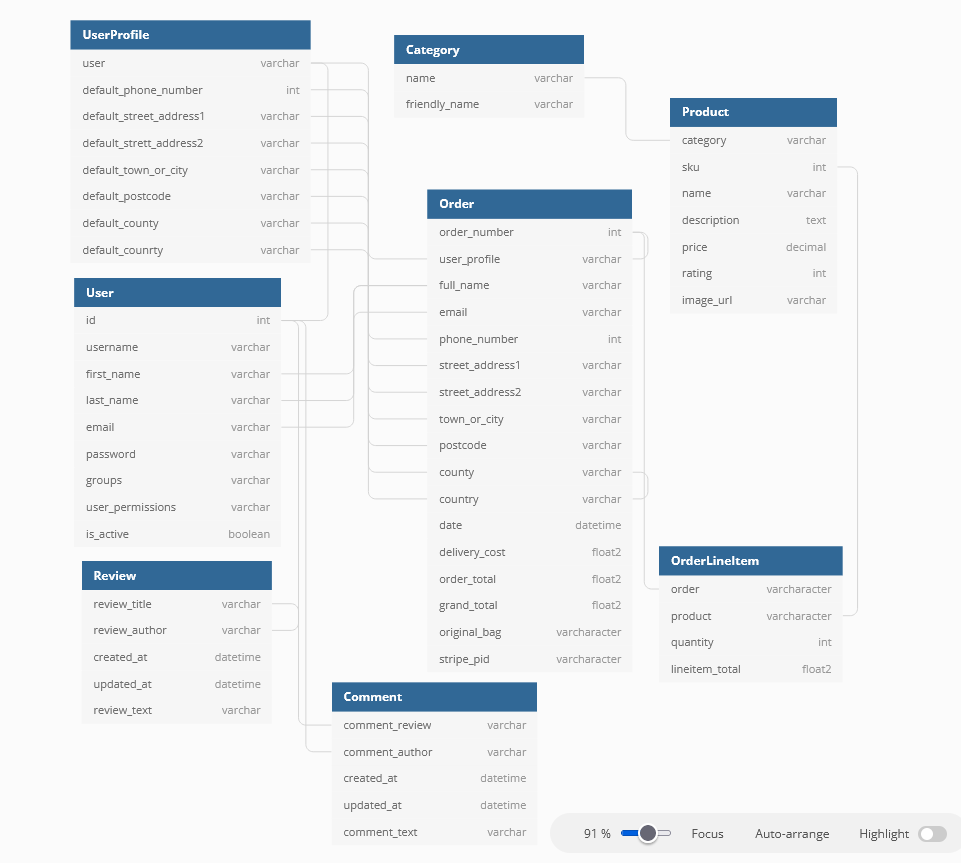 UserProfile
user varchar
default_phone_number int
default_street_address1 varchar
default_strett_address2 varchar
default_town_or_city varchar
default_postcode varchar
default_county varchar
default_counrty varchar
Category
name varchar
friendly_name varchar
Product
category varchar
sku int
name varchar
description text
price decimal
rating int
image_url varchar
Order
order_number int
user_profile varchar
full_name varchar
email varchar
phone_number int
street_address1 varchar
street_address2 varchar
town_or_city varchar
postcode varchar
county varchar
country varchar
date datetime
delivery_cost float2
order_total float2
grand_total float2
original_bag varcharacter
stripe_pid varcharacter
User
id int
username varchar
first_name varchar
last_name varchar
email varchar
password varchar
groups varchar
user_permissions varchar
is_active boolean
OrderLineItem
order varcharacter
product varcharacter
quantity int
lineitem_total float2
Review
review_title varchar
review_author varchar
created_at datetime
updated_at datetime
review_text varchar
Comment
comment_review varchar
comment_author varchar
created_at datetime
updated_at datetime
comment_text varchar
91 % Focus Auto-arrange Highlight